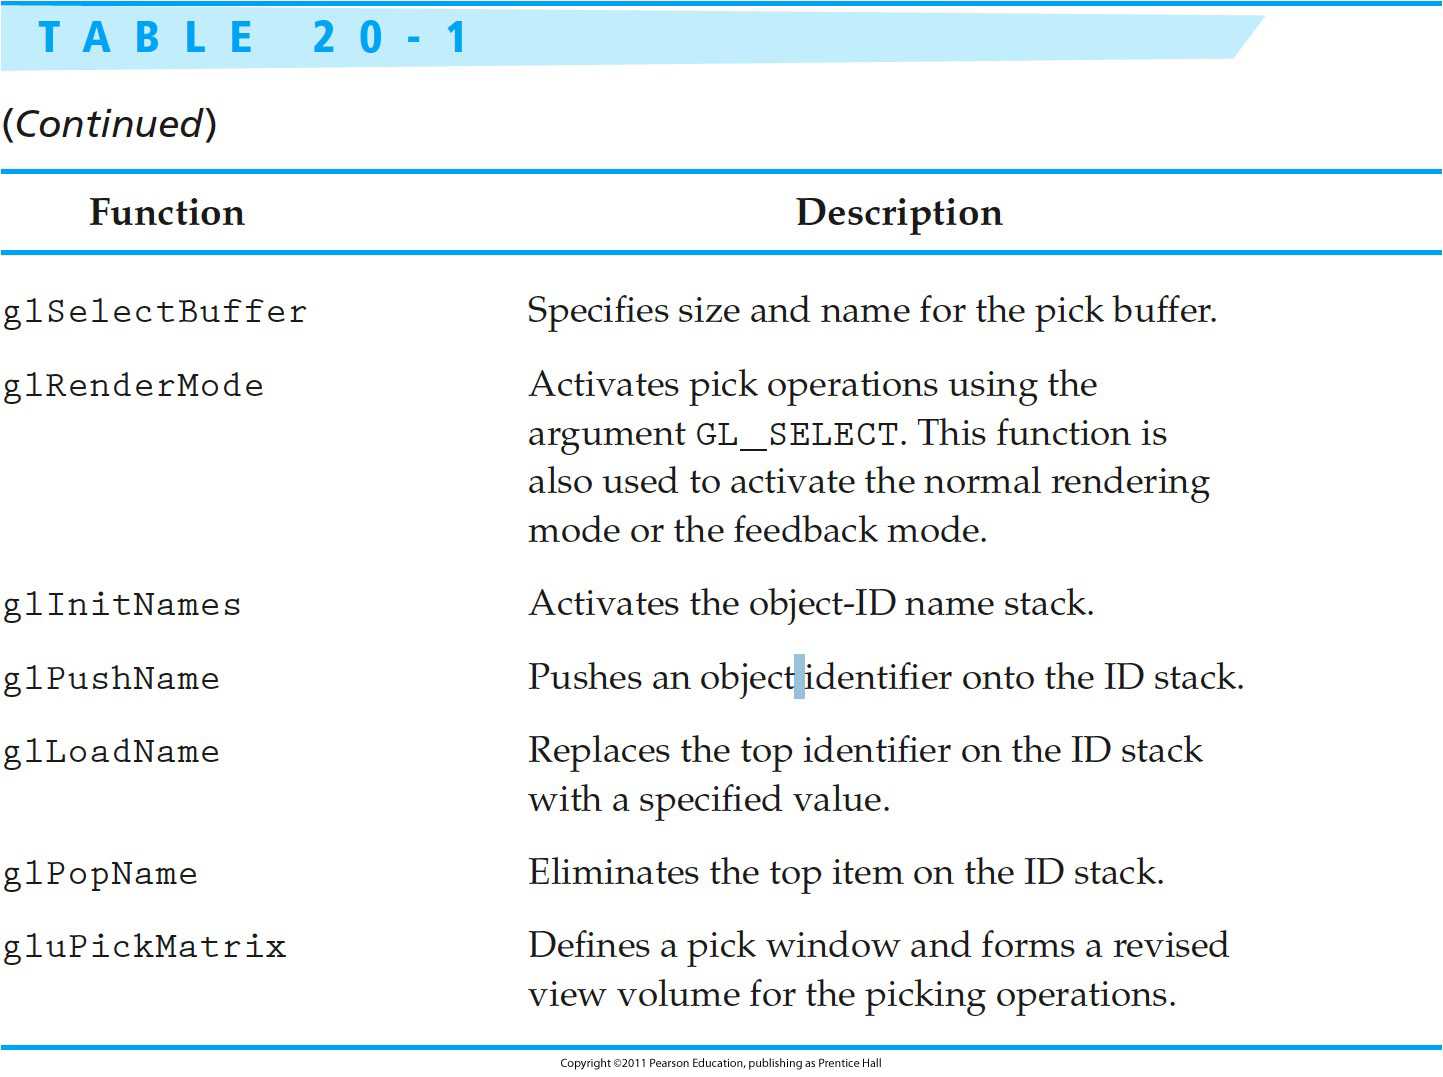 TABLE 20-1
(Continued)
Function Description
glSelectBuffer Specifies size and name for the pick buffer.
glRenderMode Activates pick operations using the
argument GL_SELECT. This function is
also used to activate the normal rendering
mode or the feedback mode.
glInitNames Activates the object-ID name stack.
glPushName Pushes an object identifier onto the ID stack.
glLoadName Replaces the top identifier on the ID stack
with a specified value.
glPopName Eliminates the top item on the ID stack.
gluPickMatrix Defines a pick window and forms a revised
view volume for the picking operations.
Copyright ©2011 Pearson Education, publishing as Prentice Hall